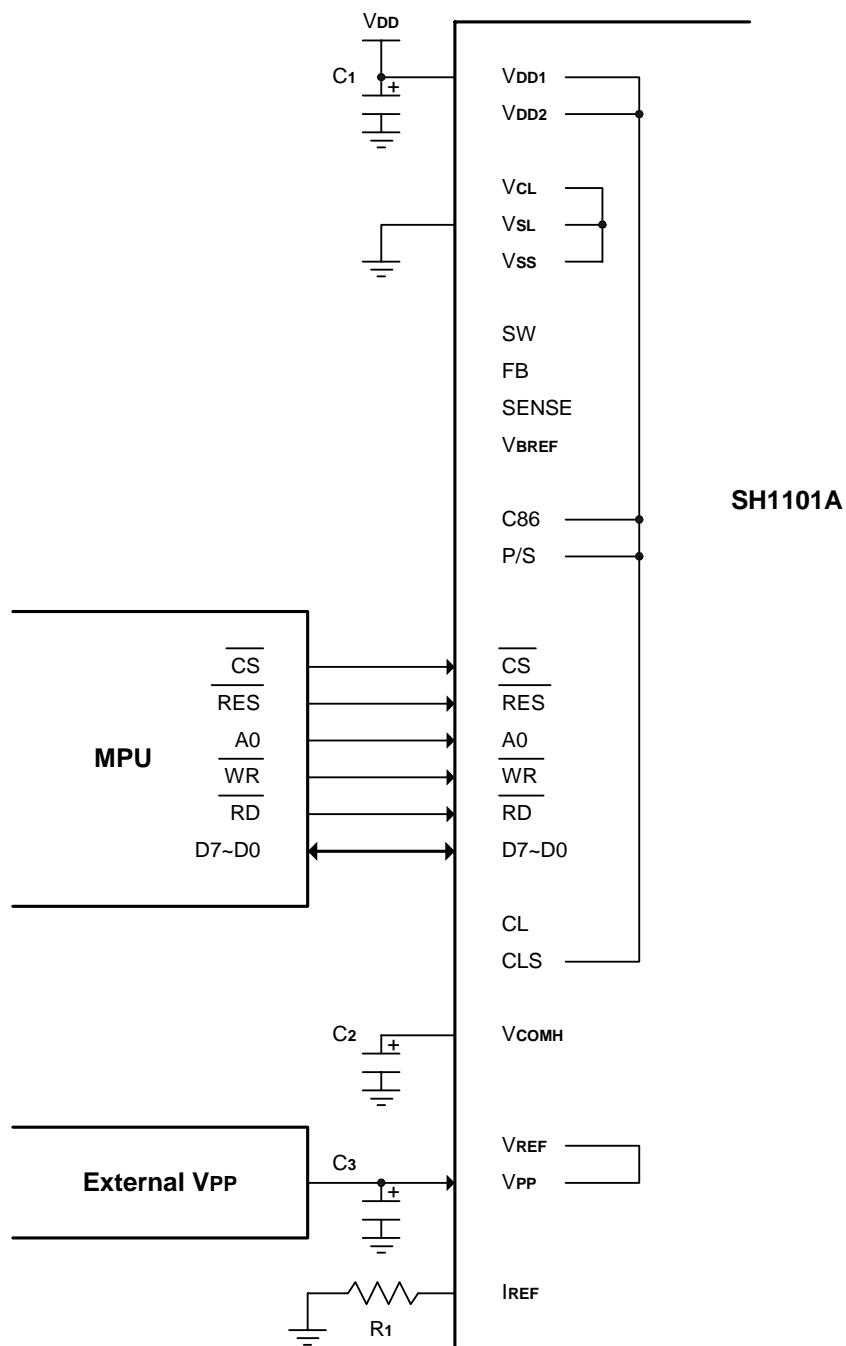 VDD
C1
+
VDD1
VDD2
VCL
VSL
VSS
SW
FB
SENSE
VBREF
SH1101A
C86
P/S
MPU
CS
RES
A0
WR
RD
D7~D0
CS
RES
A0
WR
RD
D7~D0
CL
CLS
C2
+
VCOMH
External VPP
C3
+
VREF
VPP
R1
IREF